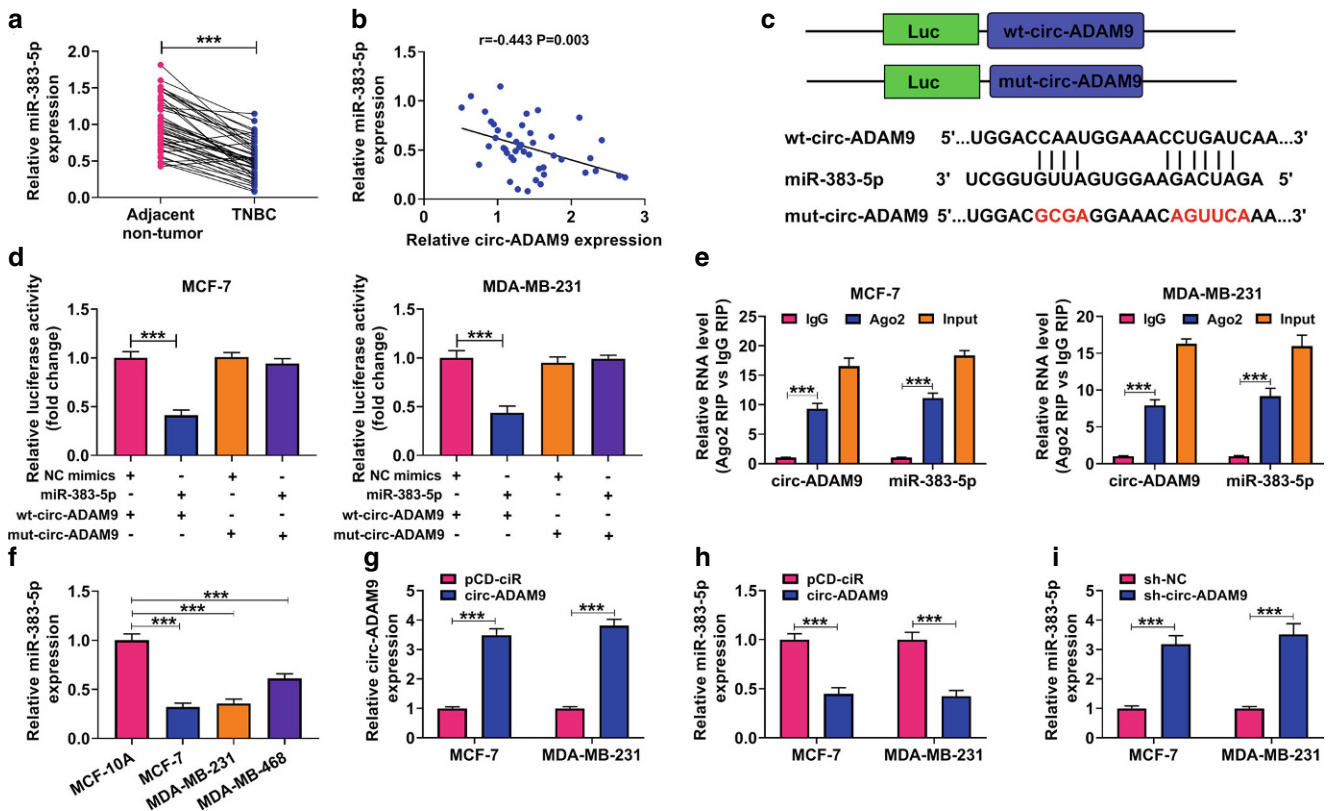 a
***
Relative miR-383-5p
expression
2.0
1.5
1.0
0.5
0.0
Adjacent
non-tumor
TNBC
b
r=-0.443 P=0.003
Relative miR-383-5p
expression
1.5
1.0
0.5
0.0
0
1
2
3
Relative circ-ADAM9 expression
c
Luc
wt-circ-ADAM9
Luc
mut-circ-ADAM9
wt-circ-ADAM9 5'...UGGACCAAUGGAAACCUGAUCAA...3'
miR-383-5p 3' UCGGUGUUAGUGGAAGACUAGA 5'
mut-circ-ADAM9 5'...UGGACGCGAGGAAACAGUUCAAA...3'
d
MCF-7
Relative luciferase activity
(fold change)
1.5
1.0
0.5
0.0
***
NC mimics + - + -
miR-383-5p - + - +
wt-circ-ADAM9 + + - -
mut-circ-ADAM9 - - + +
MDA-MB-231
Relative luciferase activity
(fold change)
1.5
1.0
0.5
0.0
***
NC mimics + - + -
miR-383-5p - + - +
wt-circ-ADAM9 + + - -
mut-circ-ADAM9 - - + +
e
MCF-7
IgG Ago2 Input
Relative RNA level
(Ago2 RIP vs IgG RIP)
25
20
15
10
5
0
***
***
circ-ADAM9 miR-383-5p
MDA-MB-231
IgG Ago2 Input
Relative RNA level
(Ago2 RIP vs IgG RIP)
20
15
10
5
0
***
***
circ-ADAM9 miR-383-5p
f
Relative miR-383-5p
expression
1.5
1.0
0.5
0.0
***
***
***
MCF-10A
MCF-7
MDA-MB-231
MDA-MB-468
g
pCD-ciR
circ-ADAM9
Relative circ-ADAM9
expression
5
4
3
2
1
0
***
***
MCF-7 MDA-MB-231
h
pCD-ciR
circ-ADAM9
Relative miR-383-5p
expression
1.5
1.0
0.5
0.0
***
***
MCF-7 MDA-MB-231
i
sh-NC
sh-circ-ADAM9
Relative miR-383-5p
expression
5
4
3
2
1
0
***
***
MCF-7 MDA-MB-231